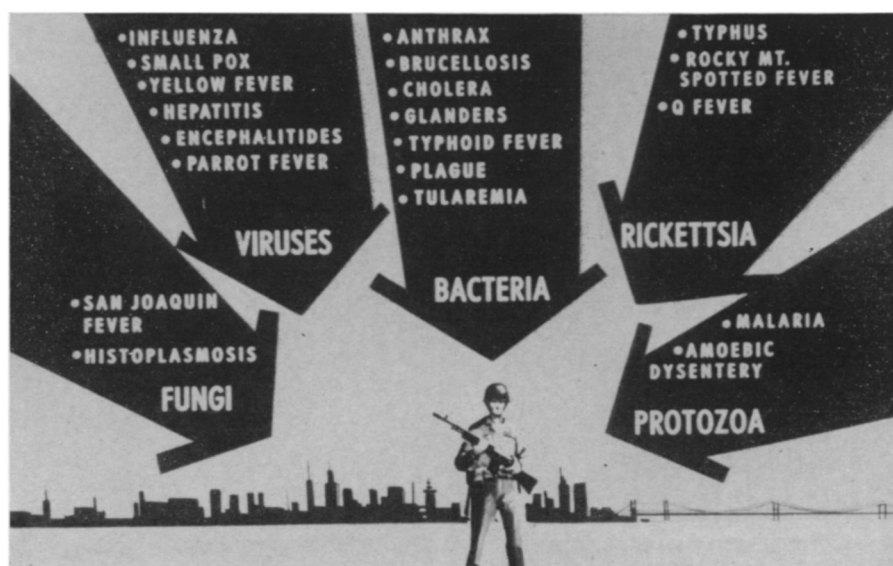 • INFLUENZA
• SMALL POX
• YELLOW FEVER
• HEPATITIS
• ENCEPHALITIDES
• PARROT FEVER
VIRUSES
• ANTHRAX
• BRUCELLOSIS
• CHOLERA
• GLANDERS
• TYPHOID FEVER
• PLAGUE
• TULAREMIA
BACTERIA
• TYPHUS
• ROCKY MT.
SPOTTED FEVER
• Q FEVER
RICKETTSIA
• SAN JOAQUIN
FEVER
• HISTOPLASMOSIS
FUNGI
• MALARIA
• AMOEBIC
DYSENTERY
PROTOZOA